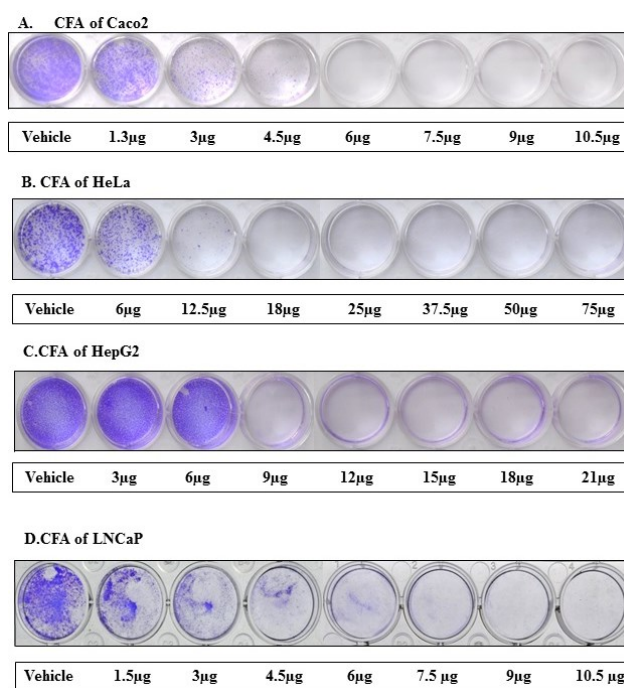 A. CFA of Caco2
Vehicle 1.3µg 3µg 4.5µg 6µg 7.5µg 9µg 10.5µg
B. CFA of HeLa
Vehicle 6µg 12.5µg 18µg 25µg 37.5µg 50µg 75µg
C.CFA of HepG2
Vehicle 3µg 6µg 9µg 12µg 15µg 18µg 21µg
D.CFA of LNCaP
Vehicle 1.5µg 3µg 4.5µg 6µg 7.5 µg 9µg 10.5 µg